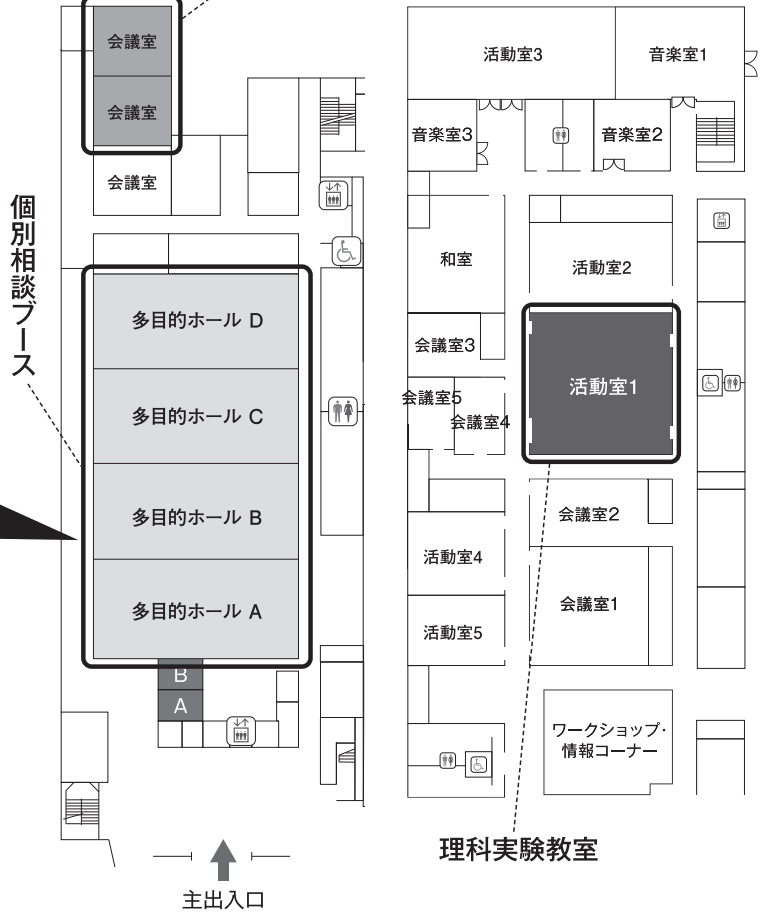 会議室
会議室
会議室
個別相談ブース
多目的ホール D
多目的ホール C
多目的ホール B
多目的ホール A
B
A
主出入口
活動室3
音楽室1
音楽室3
音楽室2
和室
活動室2
会議室3
活動室1
会議室5
会議室4
会議室2
活動室4
会議室1
活動室5
ワークショップ・
情報コーナー
理科実験教室